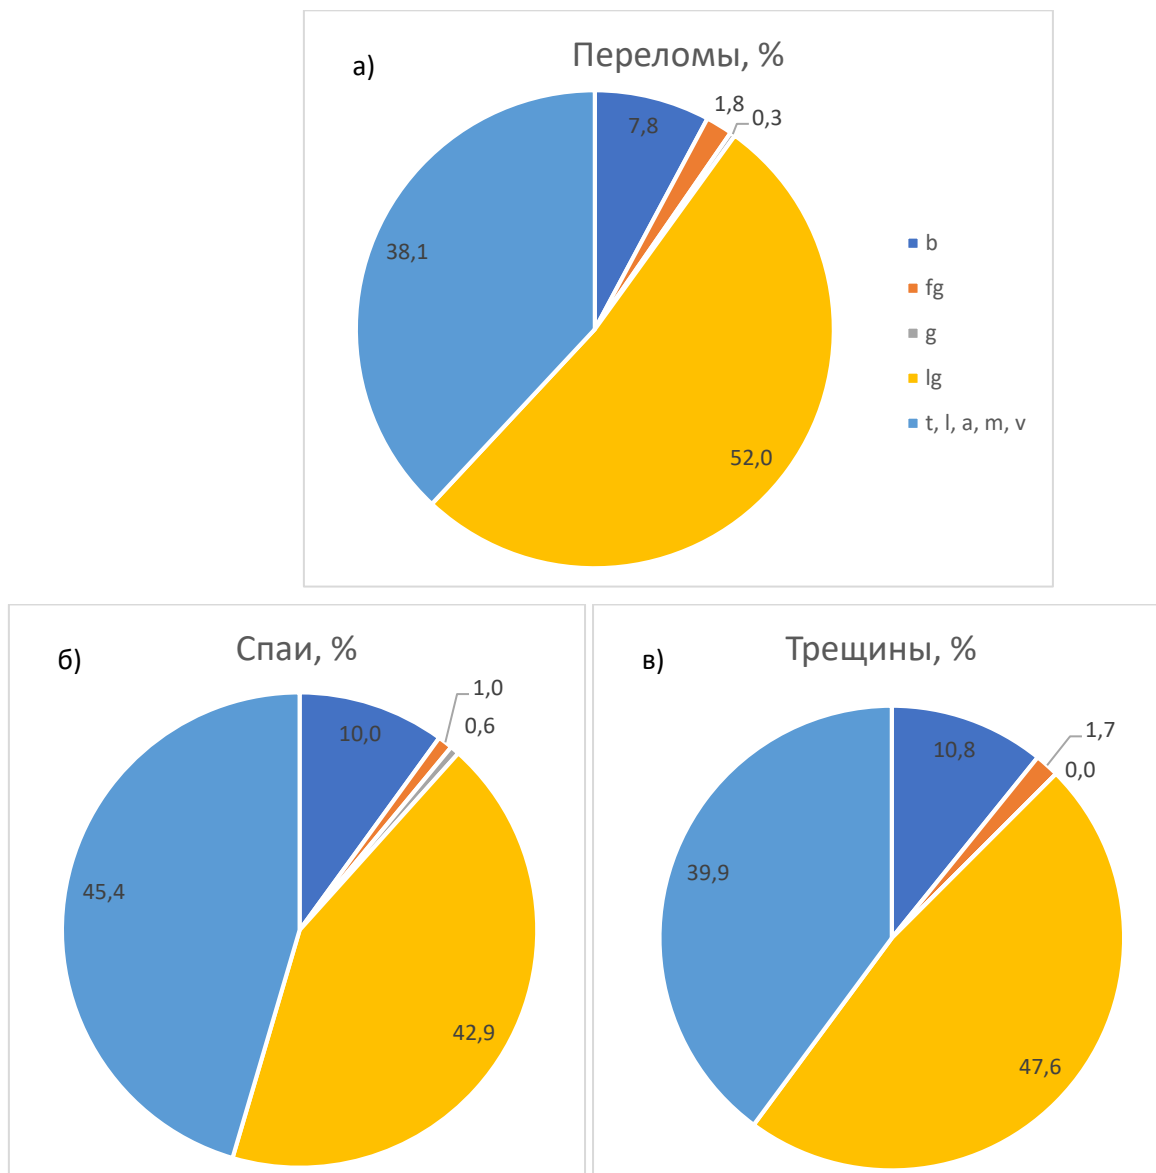 а)
Переломы, %
7,8
1,8
0,3
38,1
52,0
b
fg
g
lg
t, l, a, m, v
б)
Спаи, %
10,0
1,0
0,6
45,4
42,9
в)
Трещины, %
10,8
1,7
0,0
39,9
47,6